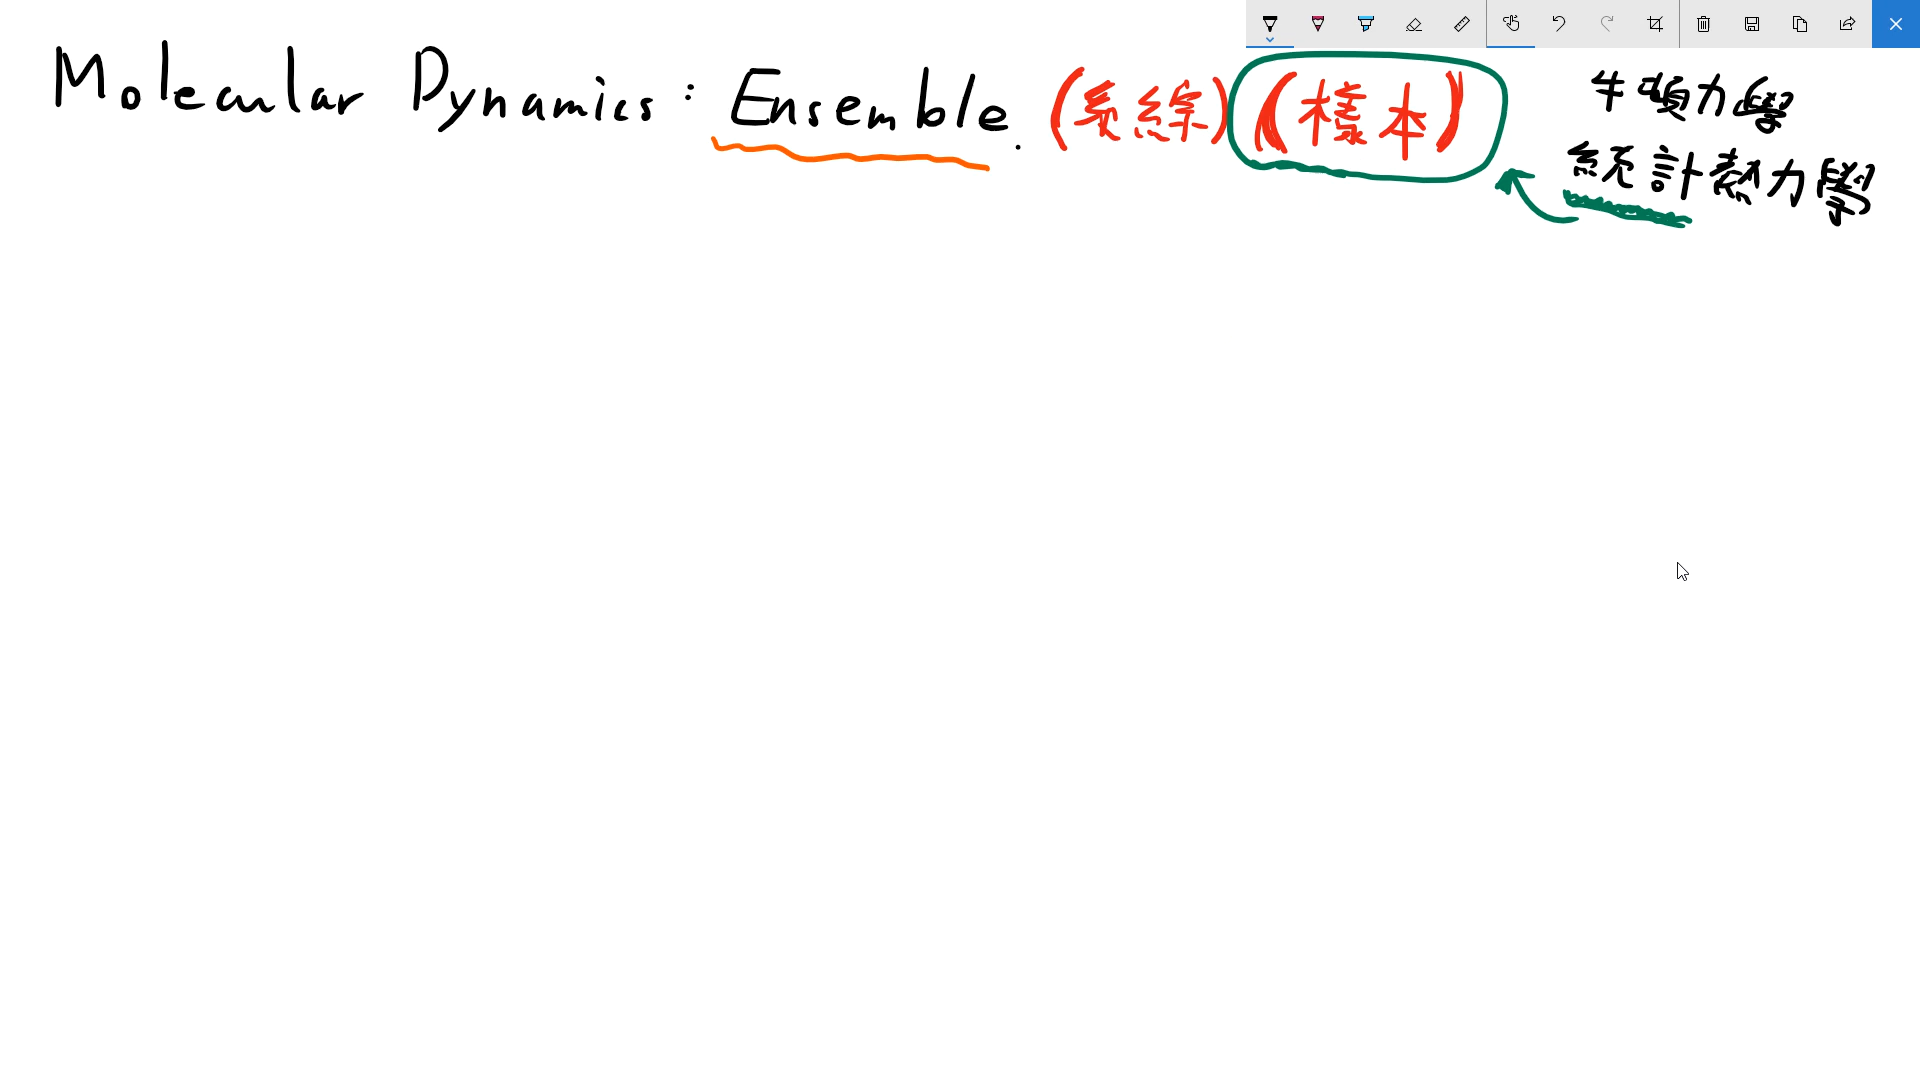 Molecular Dynamics : Ensemble. (系綜) (樣本)
牛頓力學
統計熱力學